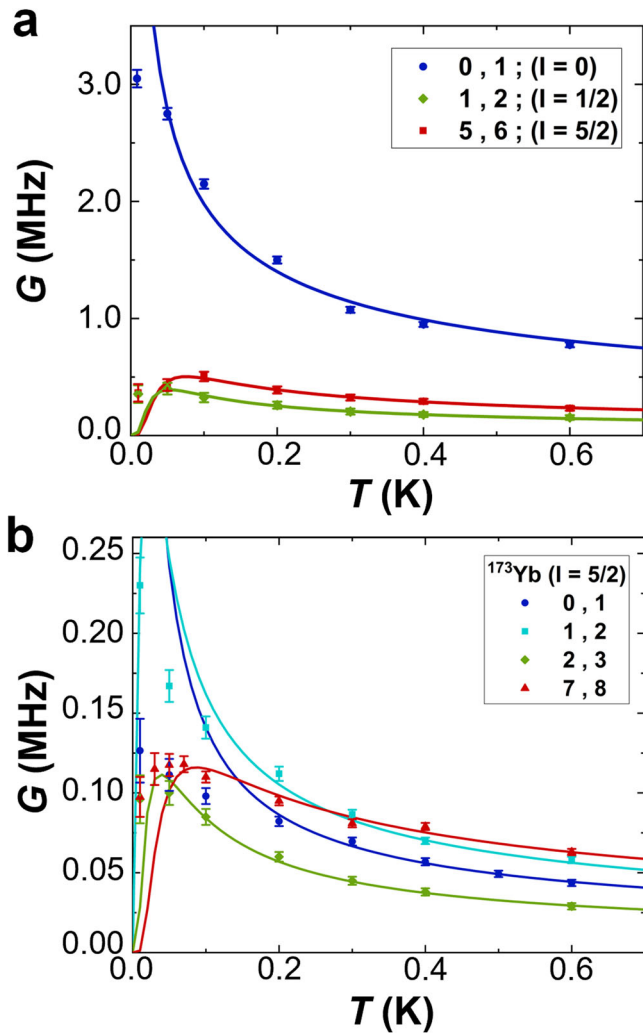 a
3.0
2.0
1.0
0.0
G (MHz)
0 , 1 ; (I = 0)
1 , 2 ; (I = 1/2)
5 , 6 ; (I = 5/2)
0.0 0.2 0.4 0.6
T (K)
b
0.25
0.20
0.15
0.10
0.05
0.00
G (MHz)
¹⁷³Yb (I = 5/2)
0 , 1
1 , 2
2 , 3
7 , 8
0.0 0.2 0.4 0.6
T (K)